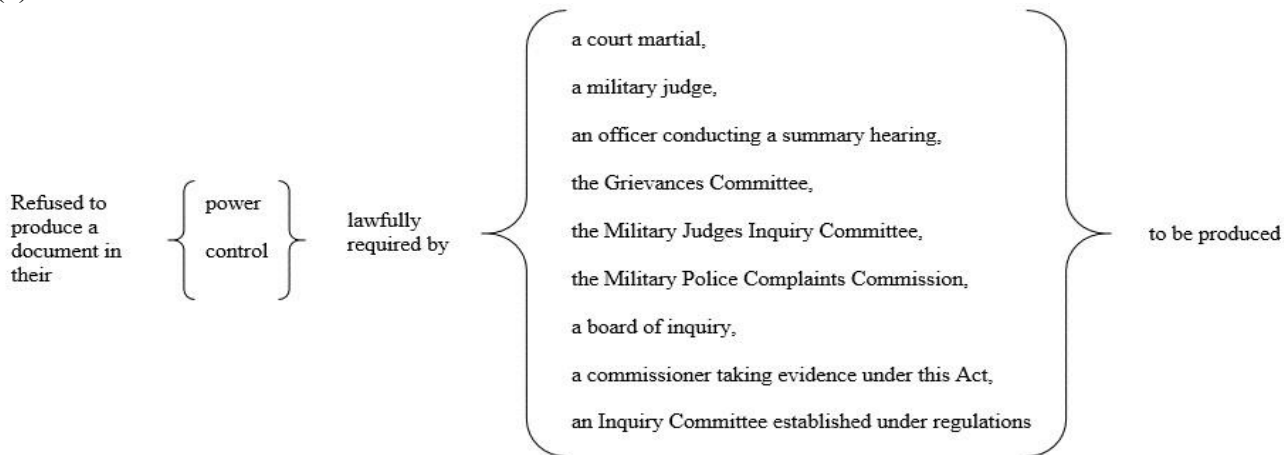 Refused to
produce a
document in
their
power
control
lawfully
required by
a court martial,
a military judge,
an officer conducting a summary hearing,
the Grievances Committee,
the Military Judges Inquiry Committee,
the Military Police Complaints Commission,
a board of inquiry,
a commissioner taking evidence under this Act,
an Inquiry Committee established under regulations
to be produced